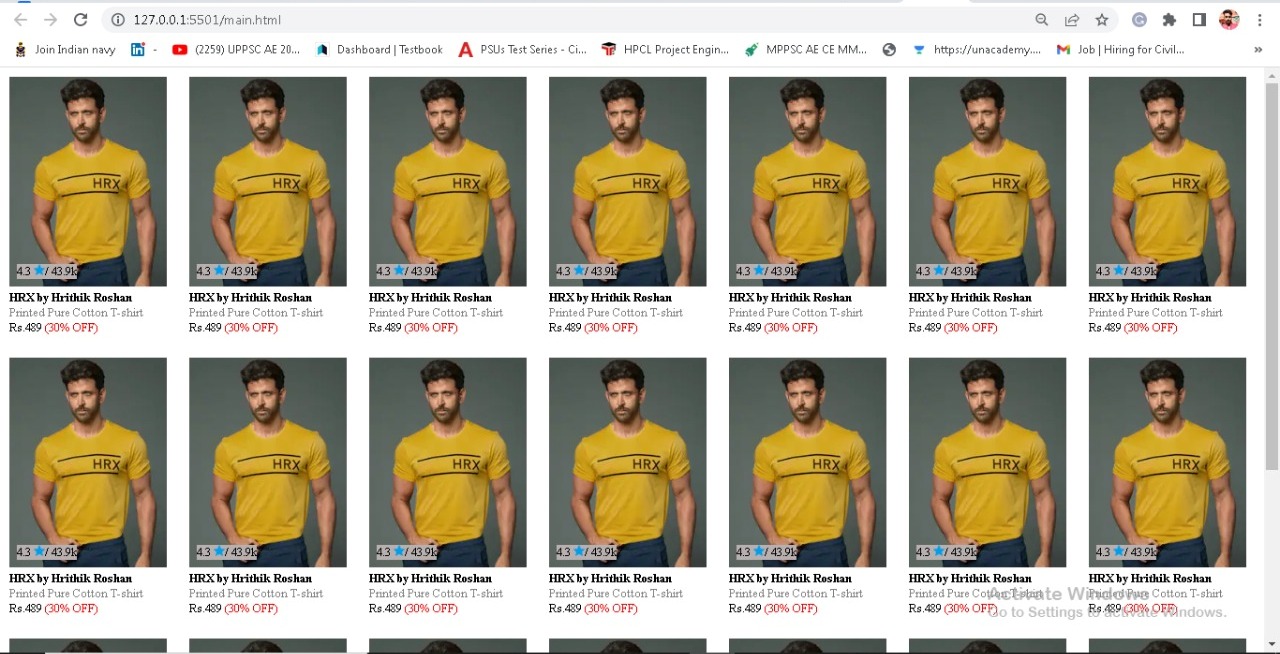 127.0.0.1:5501/main.html
Join Indian navy - (2259) UPPSC AE 20... Dashboard | Testbook PSUs Test Series - Ci... HPCL Project Engin... MPPSC AE CE MM... https://unacademy.... Job | Hiring for Civil... »
HRX HRX HRX HRX HRX HRX HRX
4.3 ★/ 43.9k 4.3 ★/ 43.9k 4.3 ★/ 43.9k 4.3 ★/ 43.9k 4.3 ★/ 43.9k 4.3 ★/ 43.9k 4.3 ★/ 43.9k
HRX by Hrithik Roshan HRX by Hrithik Roshan HRX by Hrithik Roshan HRX by Hrithik Roshan HRX by Hrithik Roshan HRX by Hrithik Roshan HRX by Hrithik Roshan
Printed Pure Cotton T-shirt Printed Pure Cotton T-shirt Printed Pure Cotton T-shirt Printed Pure Cotton T-shirt Printed Pure Cotton T-shirt Printed Pure Cotton T-shirt Printed Pure Cotton T-shirt
Rs.489 (30% OFF) Rs.489 (30% OFF) Rs.489 (30% OFF) Rs.489 (30% OFF) Rs.489 (30% OFF) Rs.489 (30% OFF) Rs.489 (30% OFF)
HRX HRX HRX HRX HRX HRX HRX
4.3 ★/ 43.9k 4.3 ★/ 43.9k 4.3 ★/ 43.9k 4.3 ★/ 43.9k 4.3 ★/ 43.9k 4.3 ★/ 43.9k 4.3 ★/ 43.9k
HRX by Hrithik Roshan HRX by Hrithik Roshan HRX by Hrithik Roshan HRX by Hrithik Roshan HRX by Hrithik Roshan HRX by Hrithik Roshan HRX by Hrithik Roshan
Printed Pure Cotton T-shirt Printed Pure Cotton T-shirt Printed Pure Cotton T-shirt Printed Pure Cotton T-shirt Printed Pure Cotton T-shirt Printed Pure Cotton T-shirt Printed Pure Cotton T-shirt
Rs.489 (30% OFF) Rs.489 (30% OFF) Rs.489 (30% OFF) Rs.489 (30% OFF) Rs.489 (30% OFF) Rs.489 (30% OFF) Rs.489 (30% OFF)
Activate Windows
Go to Settings to activate Windows.